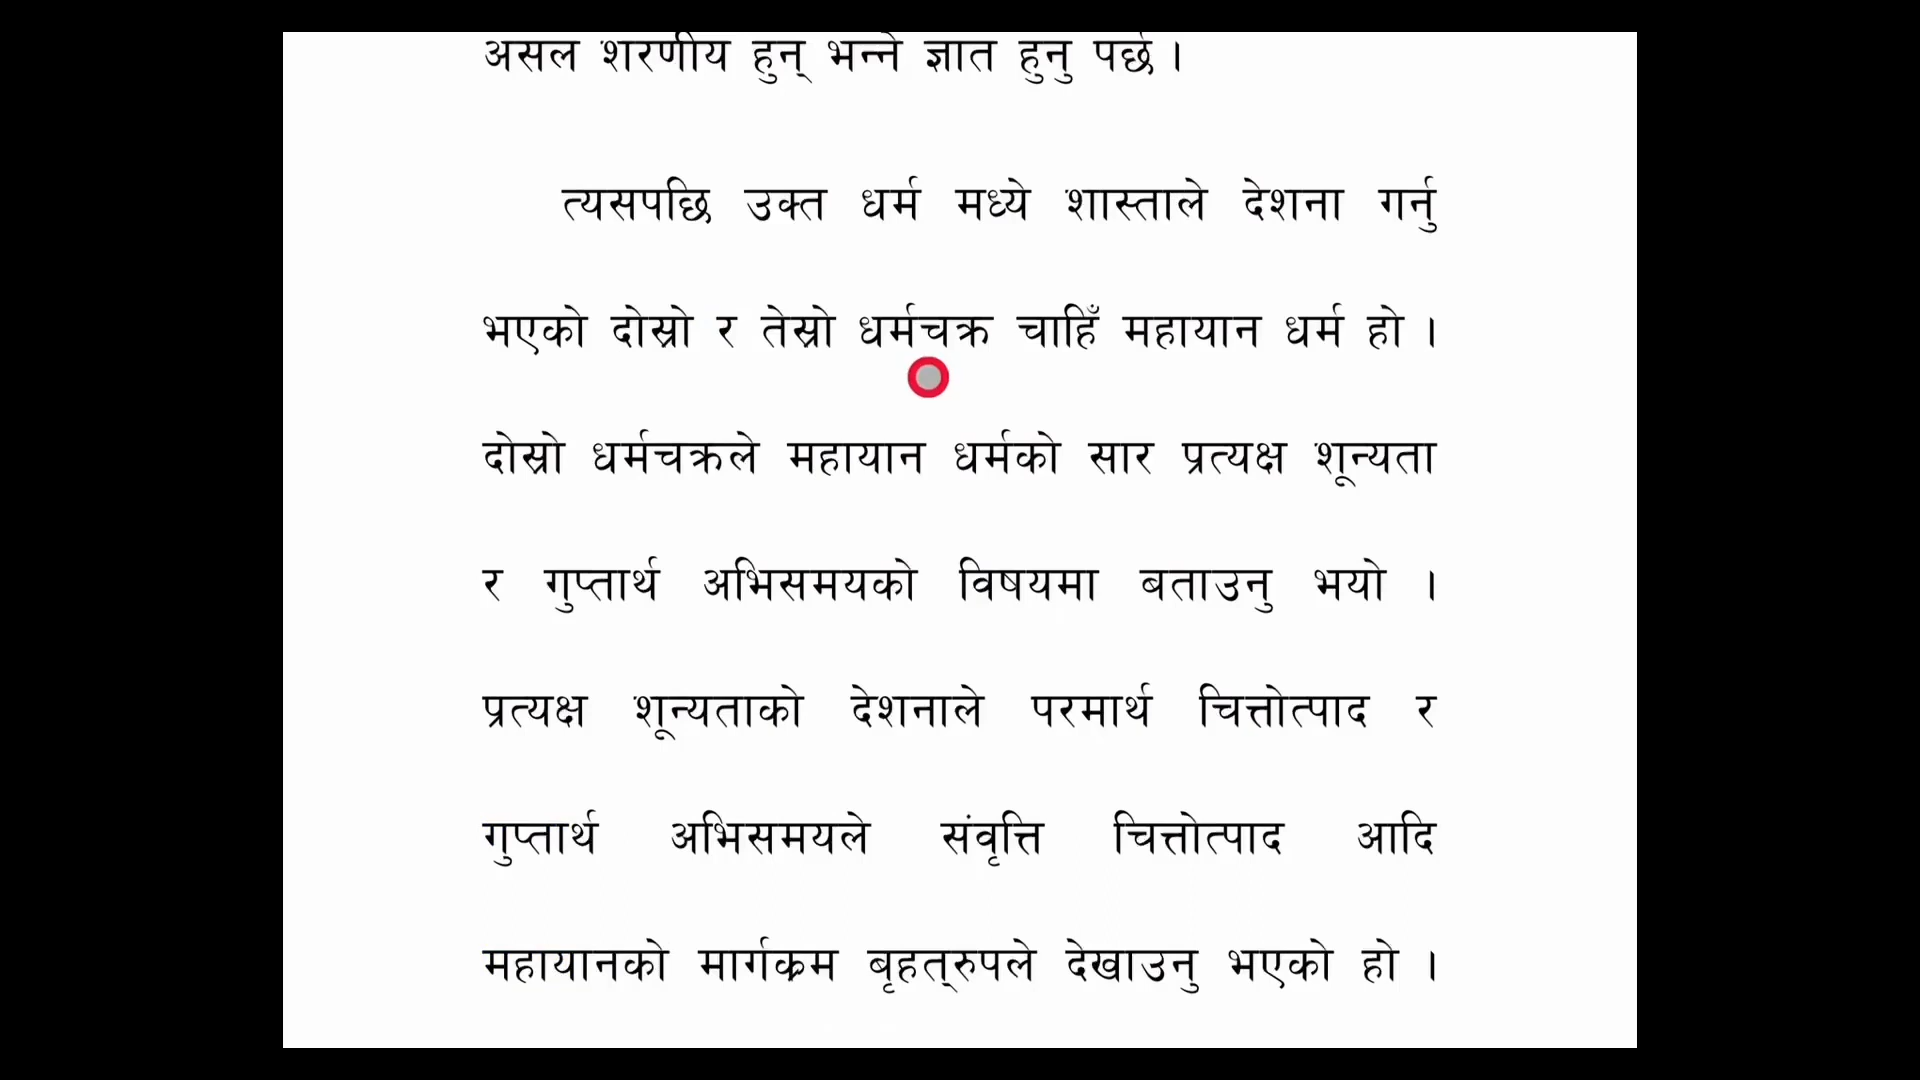 असल शरणीय हुन् भन्ने ज्ञात हुनु पर्छ ।
त्यसपछि उक्त धर्म मध्ये शास्ताले देशना गर्नु
भएको दोस्रो र तेस्रो धर्मचक्र चाहिँ महायान धर्म हो ।
दोस्रो धर्मचक्रले महायान धर्मको सार प्रत्यक्ष शून्यता
र गुप्तार्थ अभिसमयको विषयमा बताउनु भयो ।
प्रत्यक्ष शून्यताको देशनाले परमार्थ चित्तोत्पाद र
गुप्तार्थ अभिसमयले संवृत्ति चित्तोत्पाद आदि
महायानको मार्गक्रम बृहत्‌रुपले देखाउनु भएको हो ।